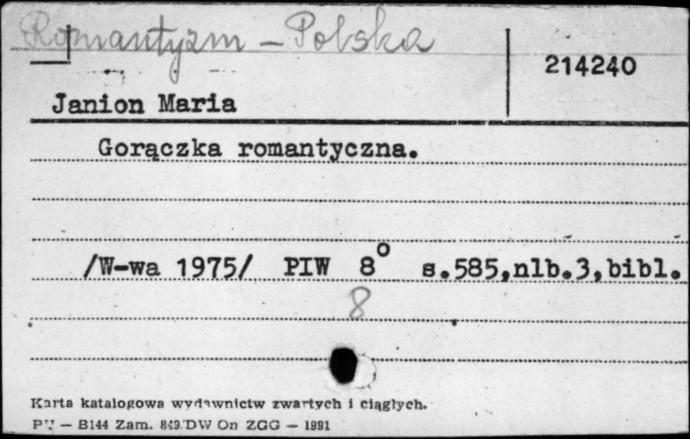 Romantyzm – Polska
214240
Janion Maria
Gorączka romantyczna.
/W-wa 1975/ PIW 8° s.585,nlb.3,bibl.
8
Karta katalogowa wydawnictw zwartych i ciągłych.
PW — B144 Zam. 849/DW On ZGG — 1991